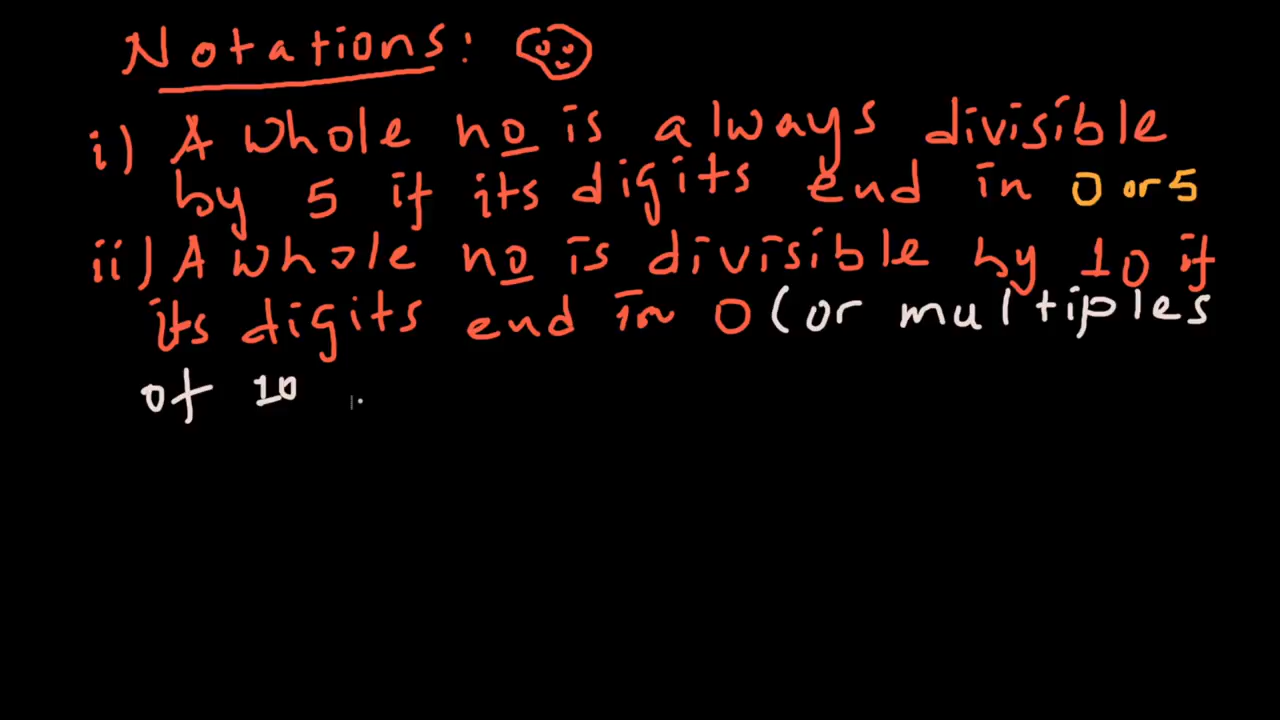 Notations:
i) A whole no is always divisible
by 5 if its digits end in 0 or 5
ii) A whole no is divisible by 10 if
its digits end in 0 (or multiples
of 10